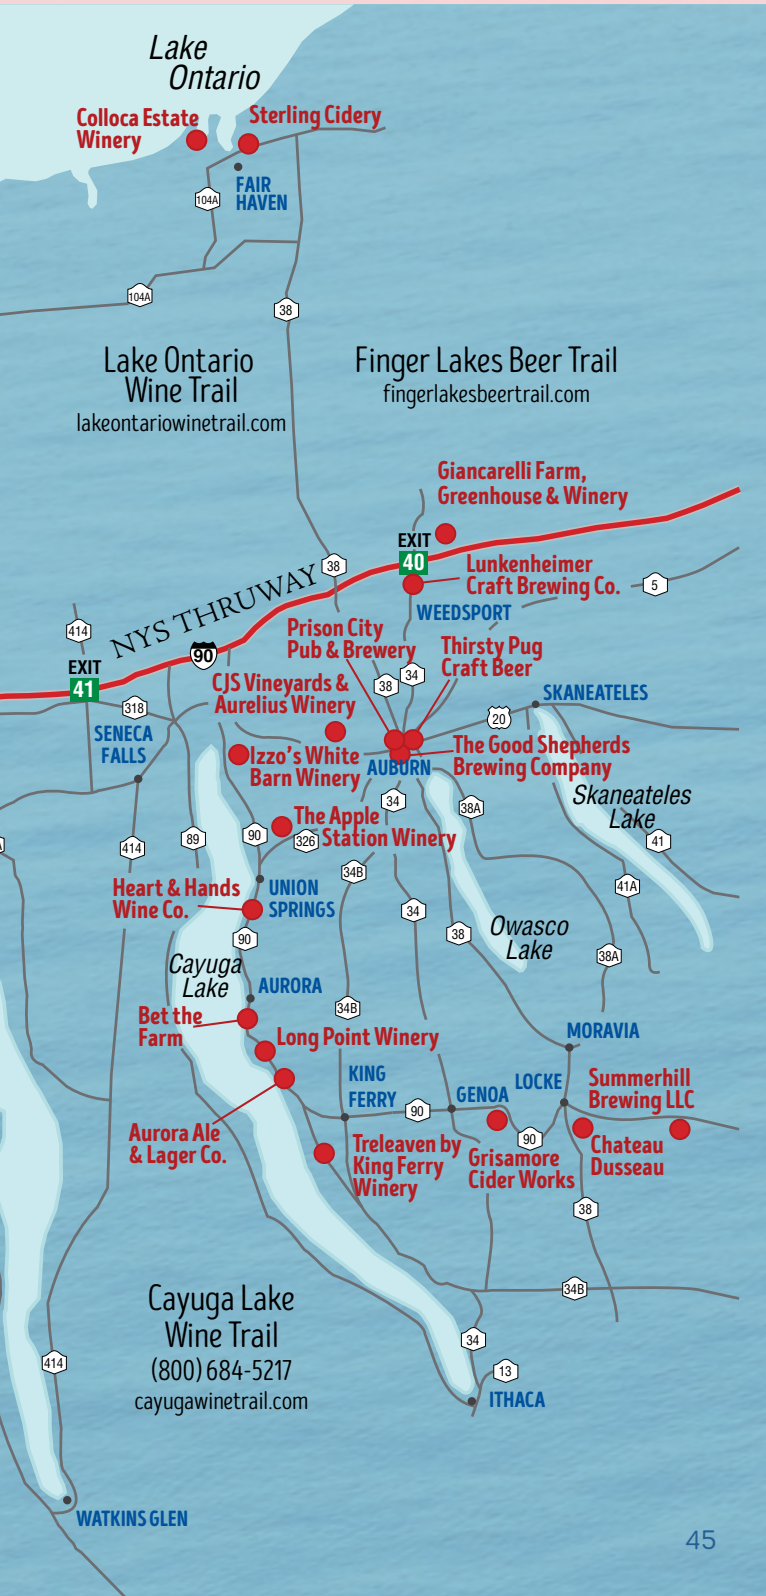 Lake
Ontario
Colloca Estate
Winery
Sterling Cidery
FAIR
HAVEN
104A
104A
38
Lake Ontario
Wine Trail
lakeontariowinetrail.com
Finger Lakes Beer Trail
fingerlakesbeertrail.com
Giancarelli Farm,
Greenhouse & Winery
EXIT
40
38
Lunkenheimer
Craft Brewing Co.
5
WEEDSPORT
NYS THRUWAY
414
90
EXIT
41
318
Prison City
Pub & Brewery
Thirsty Pug
Craft Beer
38
34
CJS Vineyards &
Aurelius Winery
SKANEATELES
20
SENECA
FALLS
Izzo's White
Barn Winery
AUBURN
The Good Shepherds
Brewing Company
Skaneateles
Lake
34
38A
The Apple
Station Winery
414
89
90
326
41
34B
41A
Heart & Hands
Wine Co.
UNION
SPRINGS
34
38
Owasco
Lake
90
38A
Cayuga
Lake
AURORA
34B
Bet the
Farm
Long Point Winery
MORAVIA
KING
FERRY
90
GENOA
LOCKE
Summerhill
Brewing LLC
Aurora Ale
& Lager Co.
Treleaven by
King Ferry
Winery
90
Grisamore
Cider Works
Chateau
Dusseau
38
34B
Cayuga Lake
Wine Trail
(800) 684-5217
cayugawinetrail.com
414
34
13
ITHACA
WATKINS GLEN
45